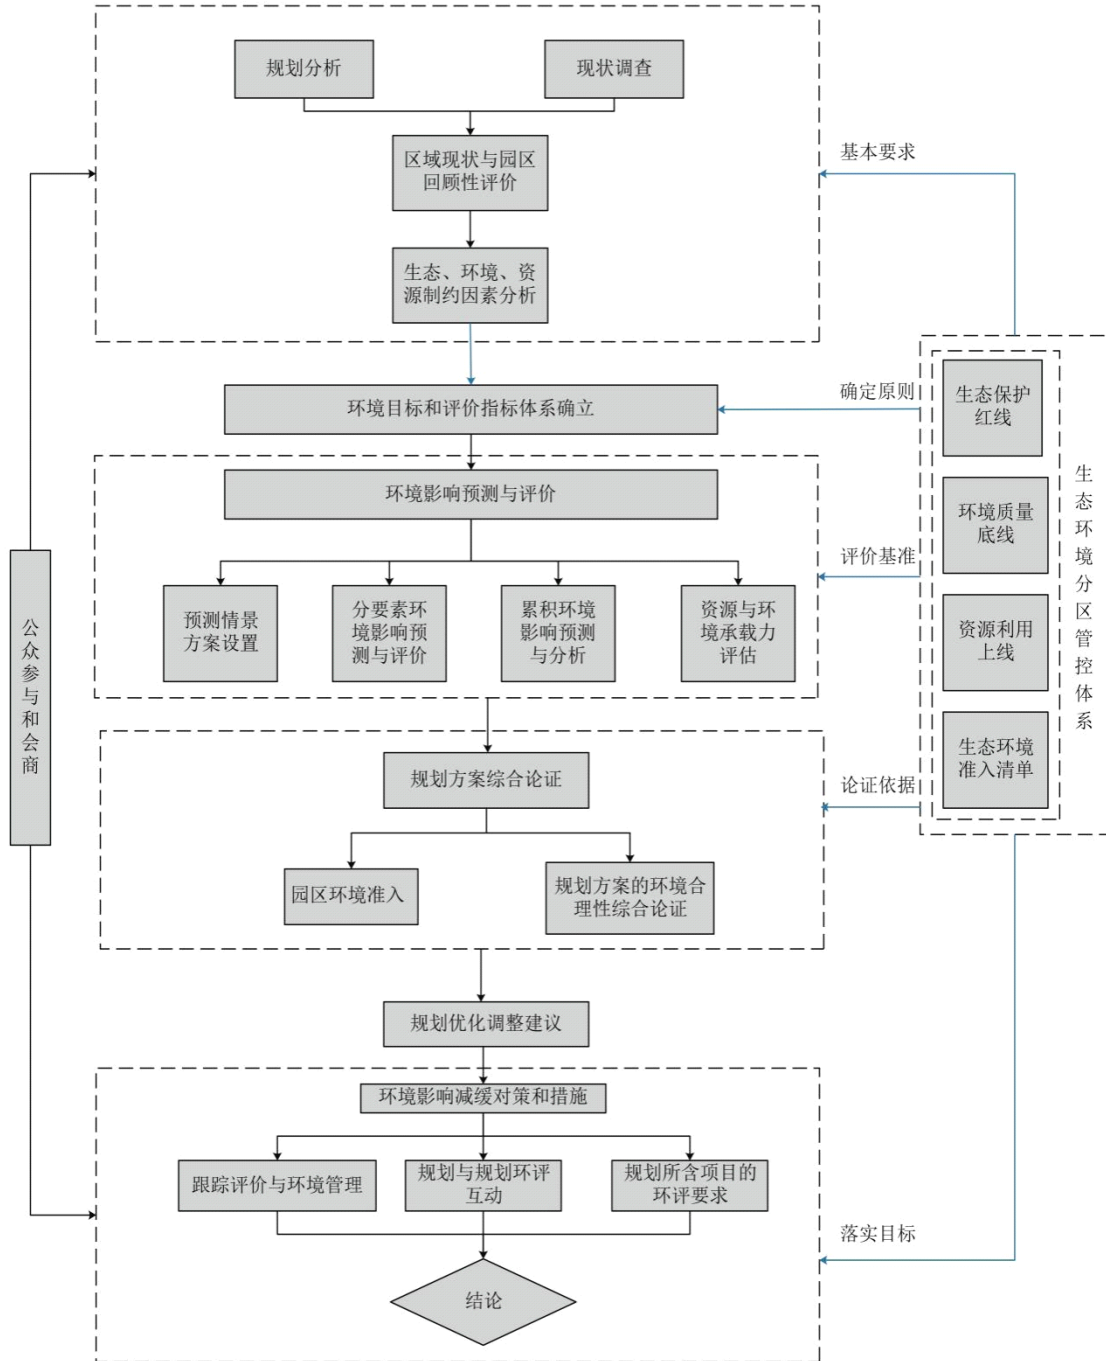 规划分析
现状调查
区域现状与园区
回顾性评价
基本要求
生态、环境、资
源制约因素分析
环境目标和评价指标体系确立
确定原则
生态保护
红线
环境影响预测与评价
环境质量
底线
评价基准
预测情景
方案设置
分要素环
境影响预
测与评价
累积环境
影响预测
与分析
资源与环
境承载力
评估
资源利用
上线
生态环境
准入清单
生态环境分区管控体系
公众参与和会商
规划方案综合论证
论证依据
园区环境准入
规划方案的环境合
理性综合论证
规划优化调整建议
环境影响减缓对策和措施
跟踪评价与环境管理
规划与规划环评
互动
规划所含项目的
环评要求
落实目标
结论